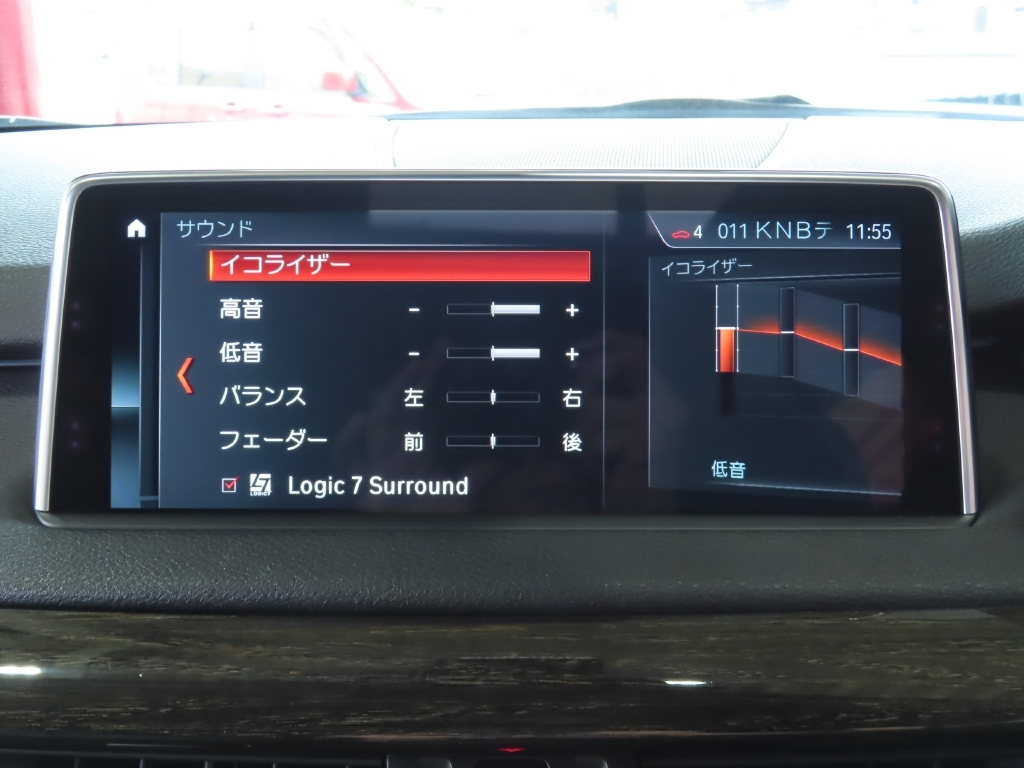 サウンド
4 011 KNBテ 11:55
イコライザー
高音 - +
低音 - +
バランス 左 右
フェーダー 前 後
LOGIC7 Logic 7 Surround
イコライザー
低音